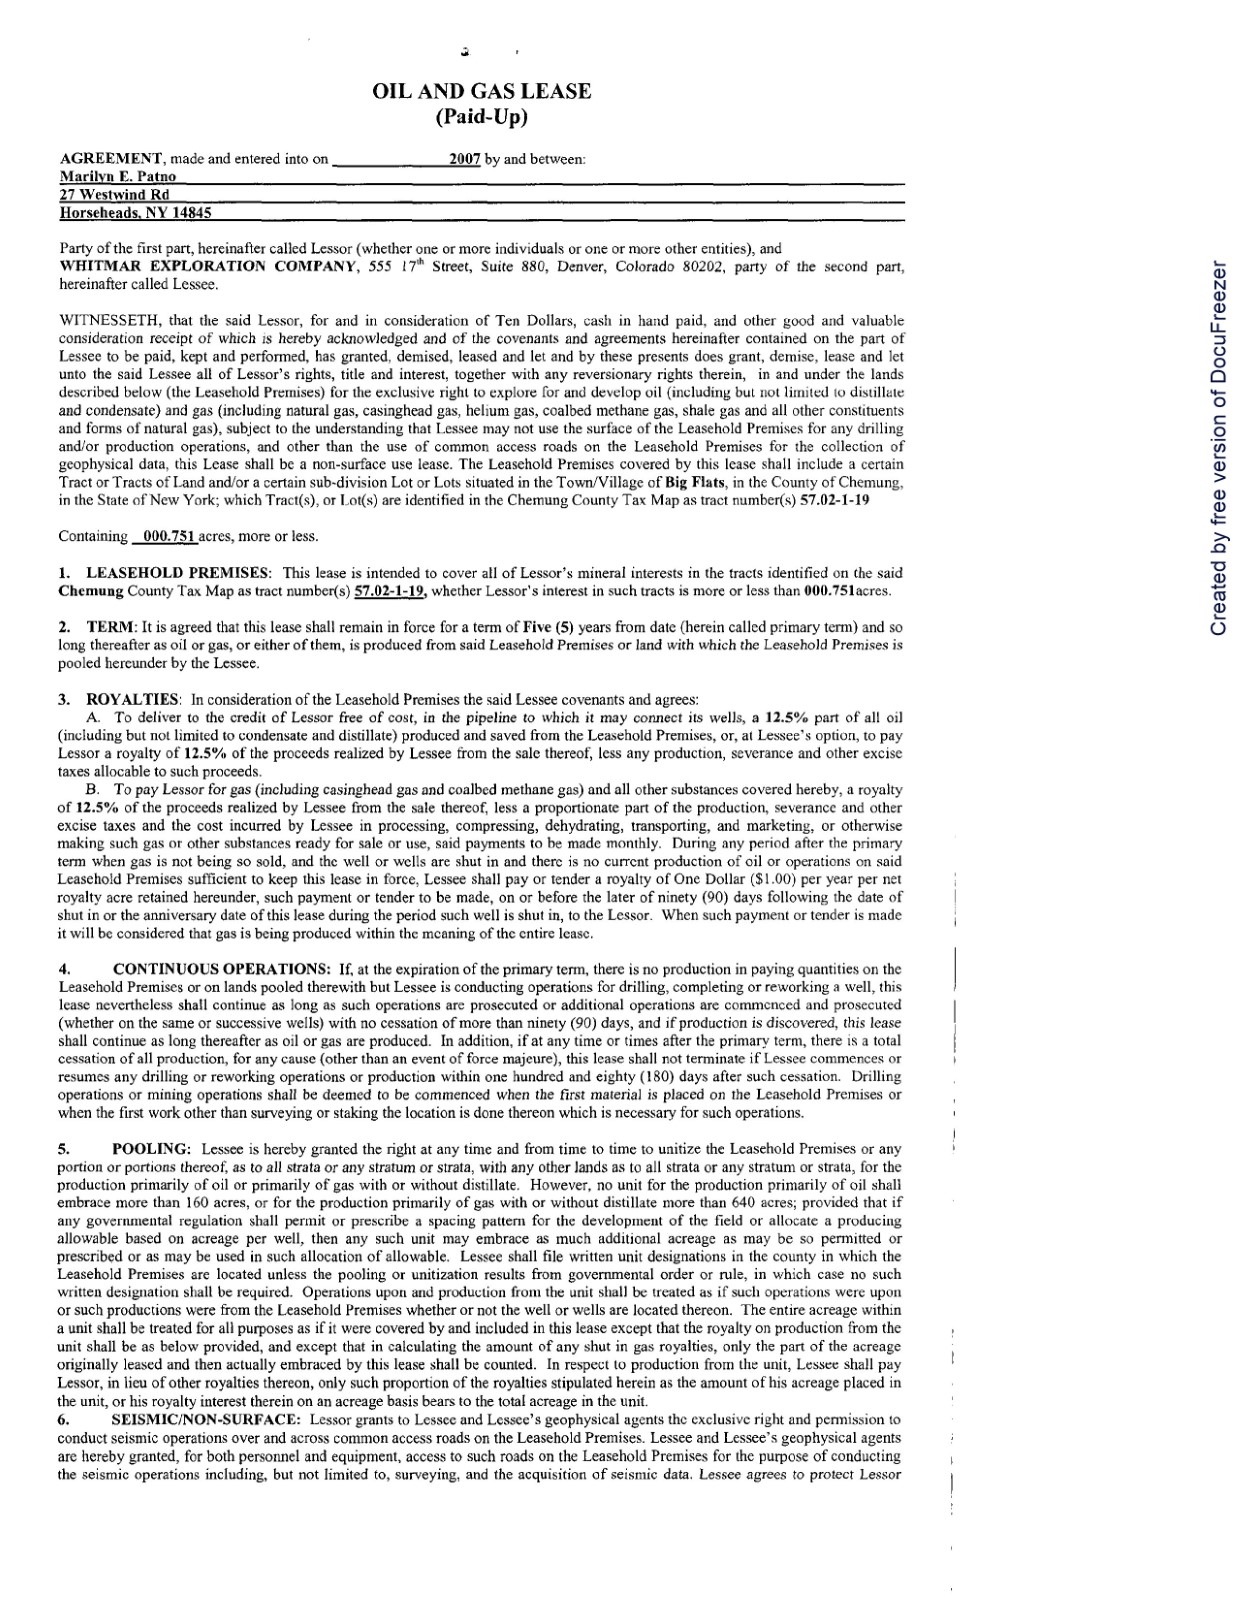 OIL AND GAS LEASE
(Paid-Up)
AGREEMENT, made and entered into on ______________ 2007 by and between:
Marilyn E. Patno
27 Westwind Rd
Horseheads, NY 14845
Party of the first part, hereinafter called Lessor (whether one or more individuals or one or more other entities), and
WHITMAR EXPLORATION COMPANY, 555 17th Street, Suite 880, Denver, Colorado 80202, party of the second part,
hereinafter called Lessee.
WITNESSETH, that the said Lessor, for and in consideration of Ten Dollars, cash in hand paid, and other good and valuable
consideration receipt of which is hereby acknowledged and of the covenants and agreements hereinafter contained on the part of
Lessee to be paid, kept and performed, has granted, demised, leased and let and by these presents does grant, demise, lease and let
unto the said Lessee all of Lessor's rights, title and interest, together with any reversionary rights therein, in and under the lands
described below (the Leasehold Premises) for the exclusive right to explore for and develop oil (including but not limited to distillate
and condensate) and gas (including natural gas, casinghead gas, helium gas, coalbed methane gas, shale gas and all other constituents
and forms of natural gas), subject to the understanding that Lessee may not use the surface of the Leasehold Premises for any drilling
and/or production operations, and other than the use of common access roads on the Leasehold Premises for the collection of
geophysical data, this Lease shall be a non-surface use lease. The Leasehold Premises covered by this lease shall include a certain
Tract or Tracts of Land and/or a certain sub-division Lot or Lots situated in the Town/Village of Big Flats, in the County of Chemung,
in the State of New York; which Tract(s), or Lot(s) are identified in the Chemung County Tax Map as tract number(s) 57.02-1-19
Containing 000.751 acres, more or less.
1. LEASEHOLD PREMISES: This lease is intended to cover all of Lessor's mineral interests in the tracts identified on the said
Chemung County Tax Map as tract number(s) 57.02-1-19, whether Lessor's interest in such tracts is more or less than 000.751acres.
2. TERM: It is agreed that this lease shall remain in force for a term of Five (5) years from date (herein called primary term) and so
long thereafter as oil or gas, or either of them, is produced from said Leasehold Premises or land with which the Leasehold Premises is
pooled hereunder by the Lessee.
3. ROYALTIES: In consideration of the Leasehold Premises the said Lessee covenants and agrees:
A. To deliver to the credit of Lessor free of cost, in the pipeline to which it may connect its wells, a 12.5% part of all oil
(including but not limited to condensate and distillate) produced and saved from the Leasehold Premises, or, at Lessee's option, to pay
Lessor a royalty of 12.5% of the proceeds realized by Lessee from the sale thereof, less any production, severance and other excise
taxes allocable to such proceeds.
B. To pay Lessor for gas (including casinghead gas and coalbed methane gas) and all other substances covered hereby, a royalty
of 12.5% of the proceeds realized by Lessee from the sale thereof, less a proportionate part of the production, severance and other
excise taxes and the cost incurred by Lessee in processing, compressing, dehydrating, transporting, and marketing, or otherwise
making such gas or other substances ready for sale or use, said payments to be made monthly. During any period after the primary
term when gas is not being so sold, and the well or wells are shut in and there is no current production of oil or operations on said
Leasehold Premises sufficient to keep this lease in force, Lessee shall pay or tender a royalty of One Dollar ($1.00) per year per net
royalty acre retained hereunder, such payment or tender to be made, on or before the later of ninety (90) days following the date of
shut in or the anniversary date of this lease during the period such well is shut in, to the Lessor. When such payment or tender is made
it will be considered that gas is being produced within the meaning of the entire lease.
4. CONTINUOUS OPERATIONS: If, at the expiration of the primary term, there is no production in paying quantities on the
Leasehold Premises or on lands pooled therewith but Lessee is conducting operations for drilling, completing or reworking a well, this
lease nevertheless shall continue as long as such operations are prosecuted or additional operations are commenced and prosecuted
(whether on the same or successive wells) with no cessation of more than ninety (90) days, and if production is discovered, this lease
shall continue as long thereafter as oil or gas are produced. In addition, if at any time or times after the primary term, there is a total
cessation of all production, for any cause (other than an event of force majeure), this lease shall not terminate if Lessee commences or
resumes any drilling or reworking operations or production within one hundred and eighty (180) days after such cessation. Drilling
operations or mining operations shall be deemed to be commenced when the first material is placed on the Leasehold Premises or
when the first work other than surveying or staking the location is done thereon which is necessary for such operations.
5. POOLING: Lessee is hereby granted the right at any time and from time to time to unitize the Leasehold Premises or any
portion or portions thereof, as to all strata or any stratum or strata, with any other lands as to all strata or any stratum or strata, for the
production primarily of oil or primarily of gas with or without distillate. However, no unit for the production primarily of oil shall
embrace more than 160 acres, or for the production primarily of gas with or without distillate more than 640 acres; provided that if
any governmental regulation shall permit or prescribe a spacing pattern for the development of the field or allocate a producing
allowable based on acreage per well, then any such unit may embrace as much additional acreage as may be so permitted or
prescribed or as may be used in such allocation of allowable. Lessee shall file written unit designations in the county in which the
Leasehold Premises are located unless the pooling or unitization results from governmental order or rule, in which case no such
written designation shall be required. Operations upon and production from the unit shall be treated as if such operations were upon
or such productions were from the Leasehold Premises whether or not the well or wells are located thereon. The entire acreage within
a unit shall be treated for all purposes as if it were covered by and included in this lease except that the royalty on production from the
unit shall be as below provided, and except that in calculating the amount of any shut in gas royalties, only the part of the acreage
originally leased and then actually embraced by this lease shall be counted. In respect to production from the unit, Lessee shall pay
Lessor, in lieu of other royalties thereon, only such proportion of the royalties stipulated herein as the amount of his acreage placed in
the unit, or his royalty interest therein on an acreage basis bears to the total acreage in the unit.
6. SEISMIC/NON-SURFACE: Lessor grants to Lessee and Lessee's geophysical agents the exclusive right and permission to
conduct seismic operations over and across common access roads on the Leasehold Premises. Lessee and Lessee's geophysical agents
are hereby granted, for both personnel and equipment, access to such roads on the Leasehold Premises for the purpose of conducting
the seismic operations including, but not limited to, surveying, and the acquisition of seismic data. Lessee agrees to protect Lessor
Created by free version of DocuFreezer